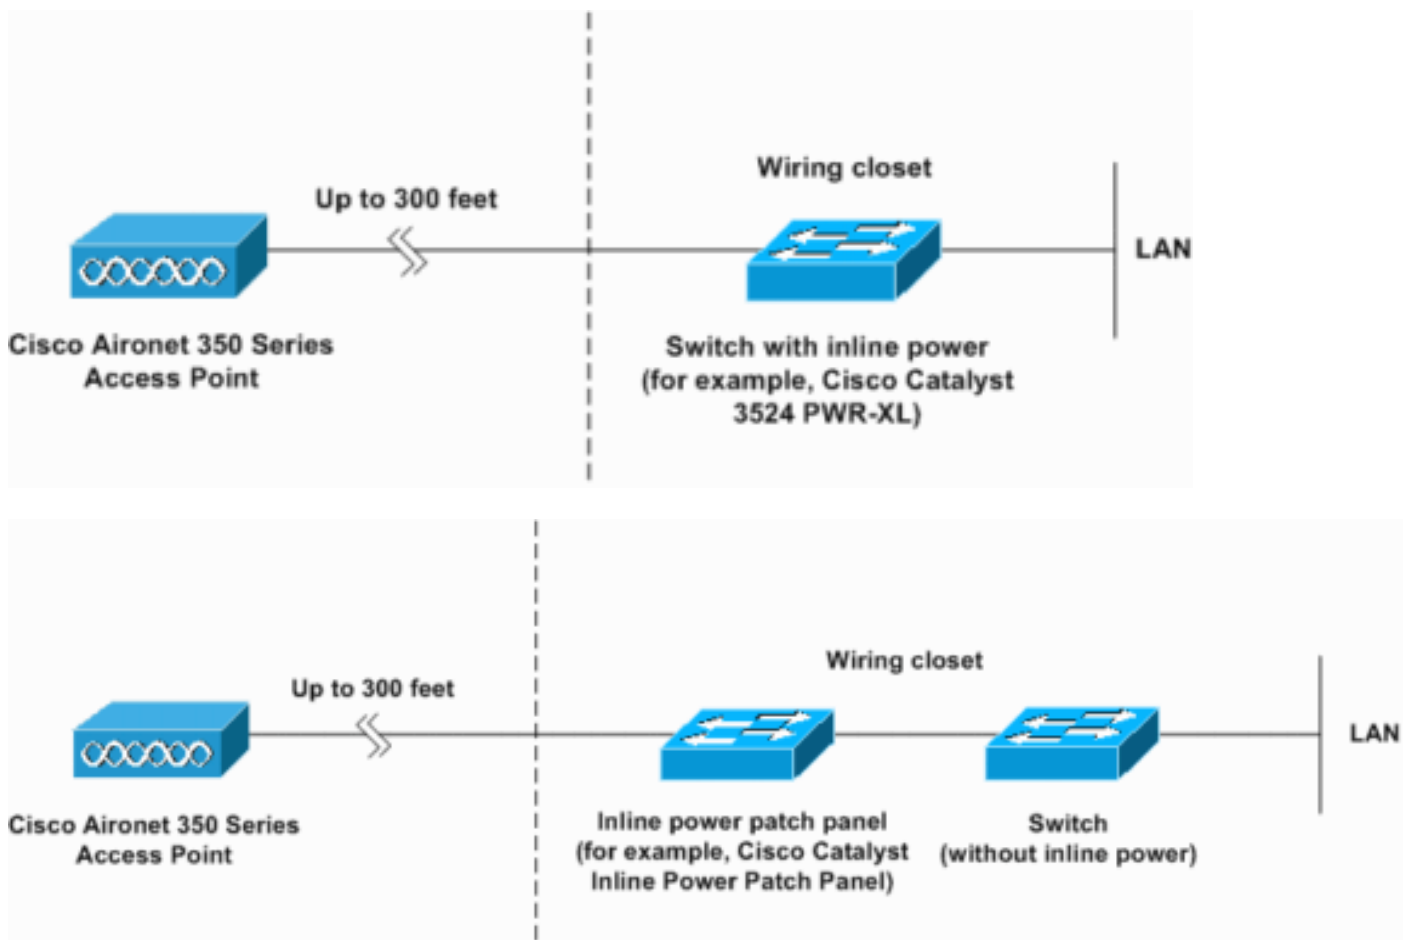 Wiring closet
Up to 300 feet
LAN
Cisco Aironet 350 Series
Access Point
Switch with inline power
(for example, Cisco Catalyst
3524 PWR-XL)
Wiring closet
Up to 300 feet
LAN
Cisco Aironet 350 Series
Access Point
Inline power patch panel
(for example, Cisco Catalyst
Inline Power Patch Panel)
Switch
(without inline power)